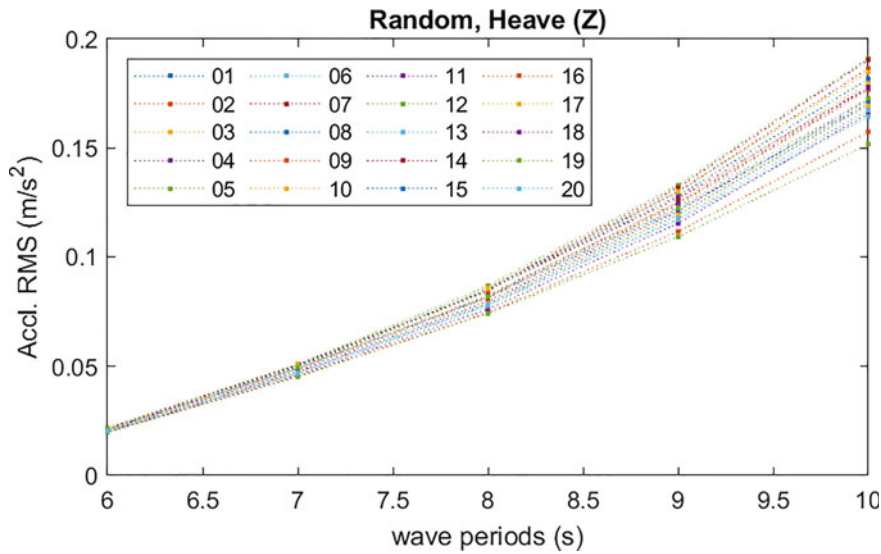 Random, Heave (Z)
0.2
0.15
0.1
0.05
0
Accl. RMS (m/s²)
01 06 11 16
02 07 12 17
03 08 13 18
04 09 14 19
05 10 15 20
6 6.5 7 7.5 8 8.5 9 9.5 10
wave periods (s)